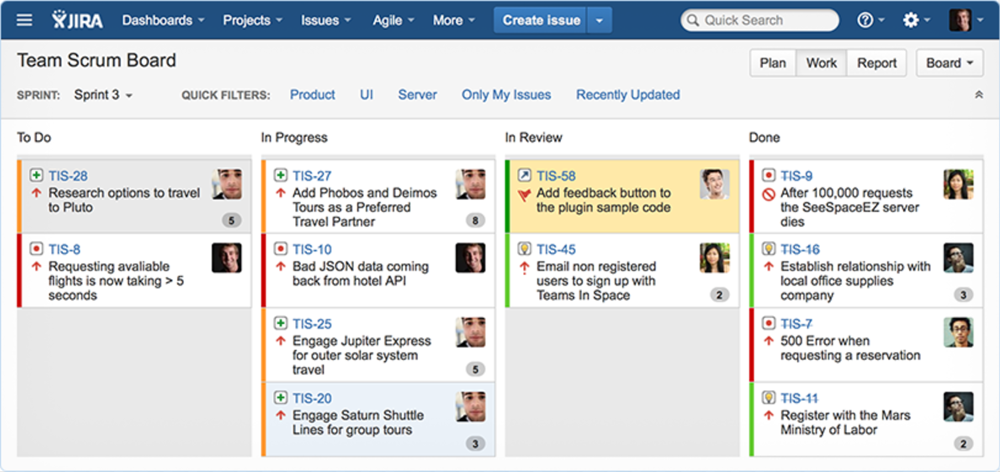 JIRA Dashboards Projects Issues Agile More Create issue Quick Search
Team Scrum Board
Plan Work Report Board
SPRINT: Sprint 3 QUICK FILTERS: Product UI Server Only My Issues Recently Updated
To Do
TIS-28
Research options to travel
to Pluto
5
TIS-8
Requesting avaliable
flights is now taking > 5
seconds
In Progress
TIS-27
Add Phobos and Deimos
Tours as a Preferred
Travel Partner
8
TIS-10
Bad JSON data coming
back from hotel API
TIS-25
Engage Jupiter Express
for outer solar system
travel
5
TIS-20
Engage Saturn Shuttle
Lines for group tours
3
In Review
TIS-58
Add feedback button to
the plugin sample code
TIS-45
Email non registered
users to sign up with
Teams In Space
2
Done
TIS-9
After 100,000 requests
the SeeSpaceEZ server
dies
TIS-16
Establish relationship with
local office supplies
company
3
TIS-7
500 Error when
requesting a reservation
TIS-11
Register with the Mars
Ministry of Labor
2